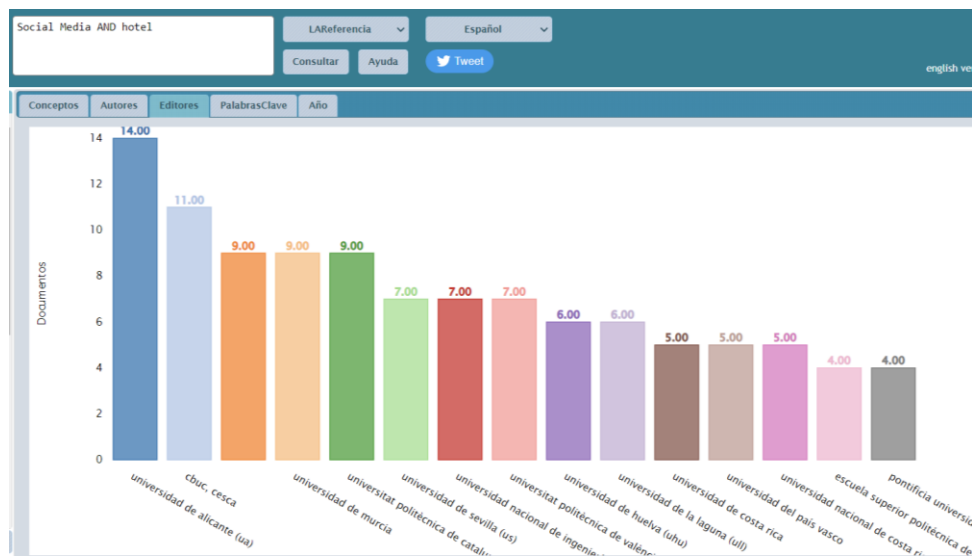 Social Media AND hotel
LAReferencia
Español
Consultar
Ayuda
Tweet
english ve
Conceptos
Autores
Editores
PalabrasClave
Año
Documentos
14
12
10
8
6
4
2
0
14.00
11.00
9.00
9.00
9.00
7.00
7.00
7.00
6.00
6.00
5.00
5.00
5.00
4.00
4.00
universidad de alicante (ua)
cbuc, cesca
universidad de murcia
universitat politècnica de catalu
universidad de sevilla (us)
universidad nacional de ingenie
universitat politècnica de valènc
universidad de huelva (uhu)
universidad de la laguna (ull)
universidad de costa rica
universidad del país vasco
universidad nacional de costa ri
escuela superior politécnica de
pontificia universid